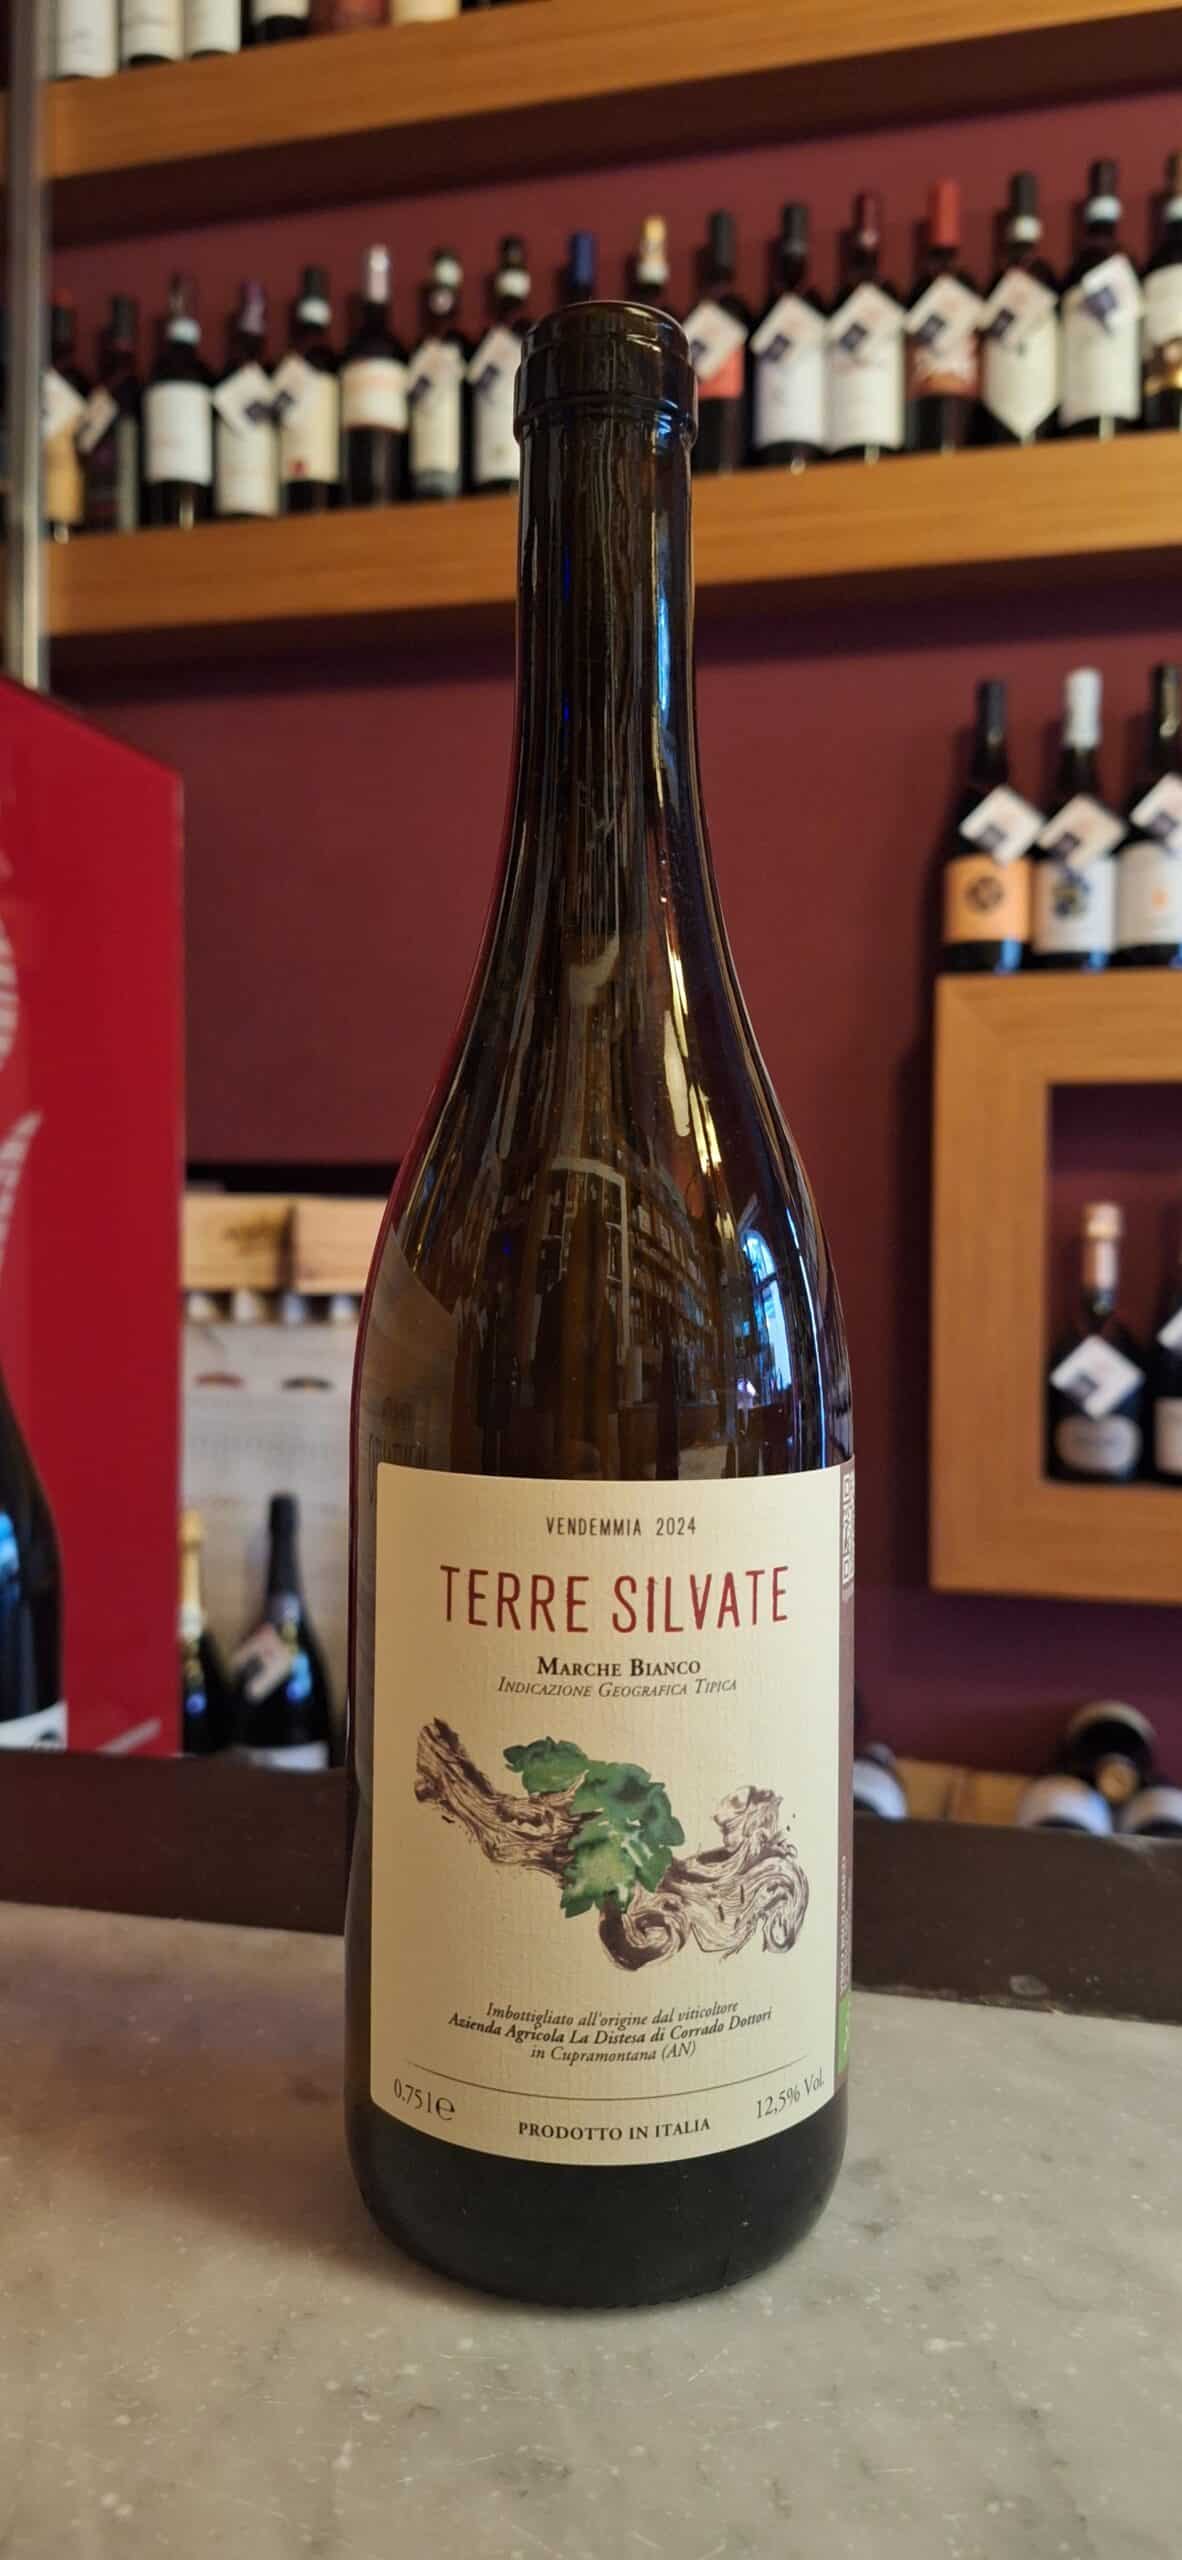 VENDEMMIA 2024
TERRE SILVATE
MARCHE BIANCO
INDICAZIONE GEOGRAFICA TIPICA
Imbottigliato all'origine dal viticoltore
Azienda Agricola La Distesa di Corrado Dottori
in Cupramontana (AN)
0.75l e
12,5% Vol.
PRODOTTO IN ITALIA